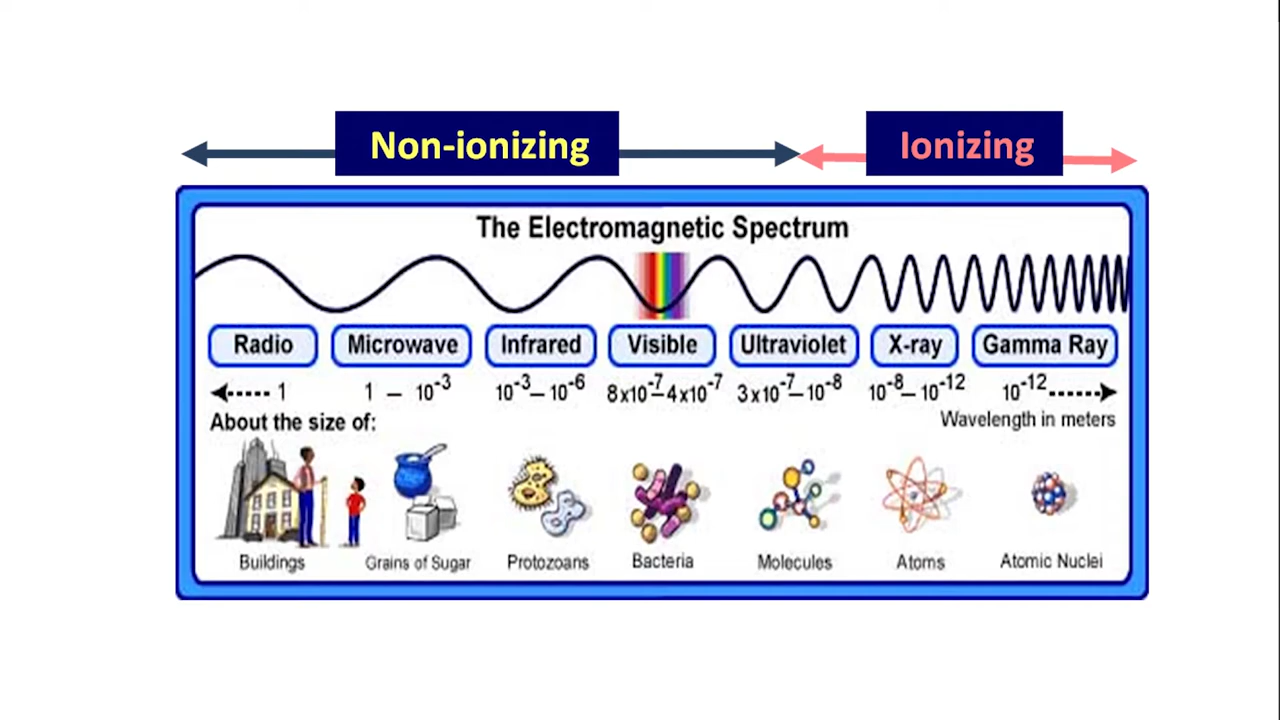 Non-ionizing Ionizing
The Electromagnetic Spectrum
Radio Microwave Infrared Visible Ultraviolet X-ray Gamma Ray
1 1 – 10⁻³ 10⁻³–10⁻⁶ 8x10⁻⁷–4x10⁻⁷ 3x10⁻⁷–10⁻⁸ 10⁻⁸–10⁻¹² 10⁻¹²
About the size of: Wavelength in meters
Buildings Grains of Sugar Protozoans Bacteria Molecules Atoms Atomic Nuclei